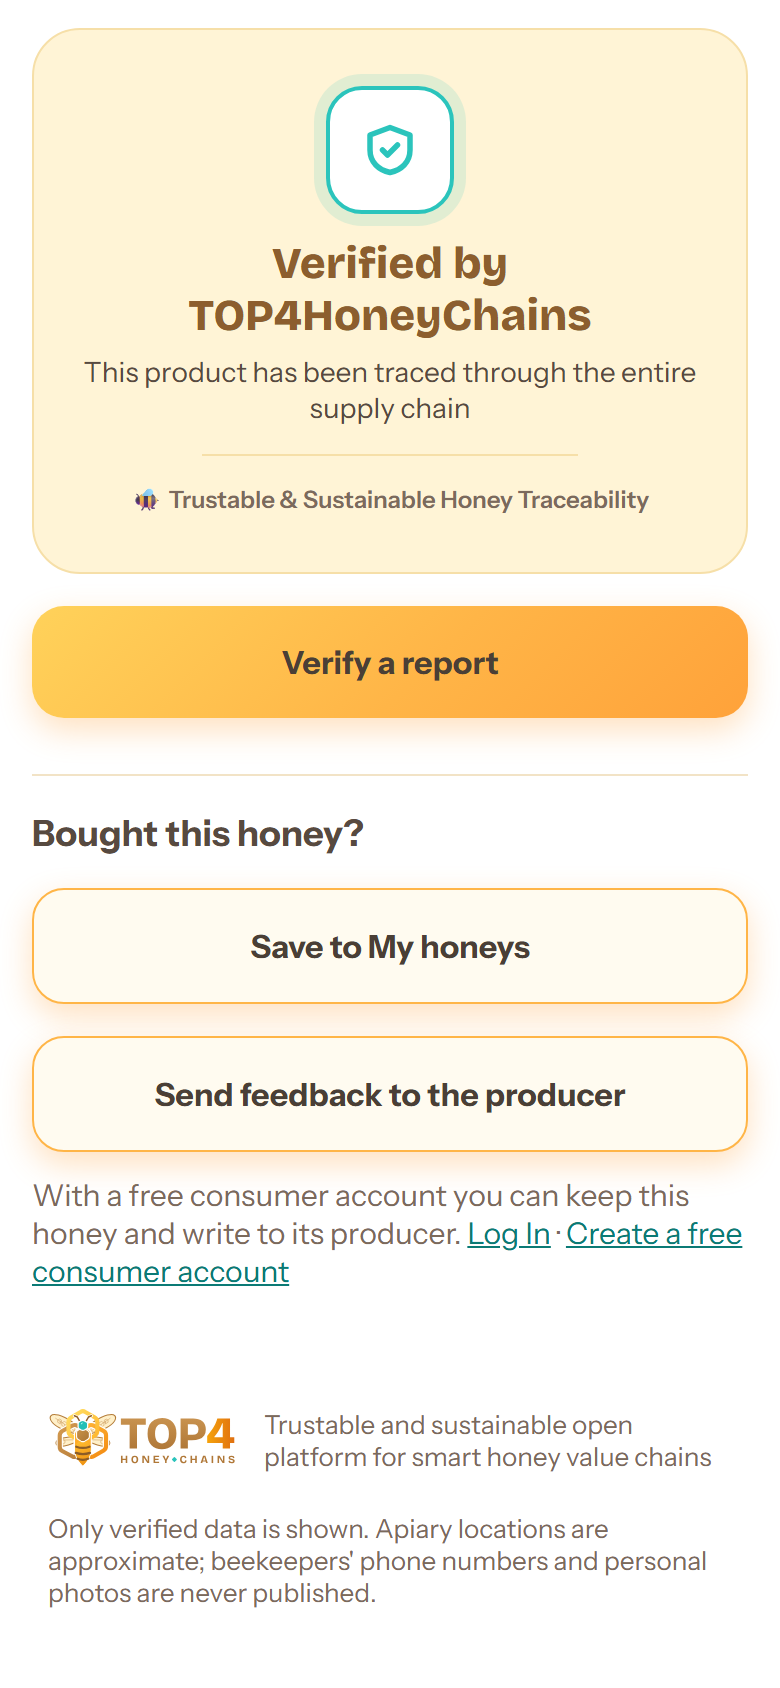 Verified by
TOP4HoneyChains
This product has been traced through the entire
supply chain
Trustable & Sustainable Honey Traceability
Verify a report
Bought this honey?
Save to My honeys
Send feedback to the producer
With a free consumer account you can keep this
honey and write to its producer. Log In · Create a free
consumer account
TOP4
HONEY CHAINS
Trustable and sustainable open
platform for smart honey value chains
Only verified data is shown. Apiary locations are
approximate; beekeepers' phone numbers and personal
photos are never published.